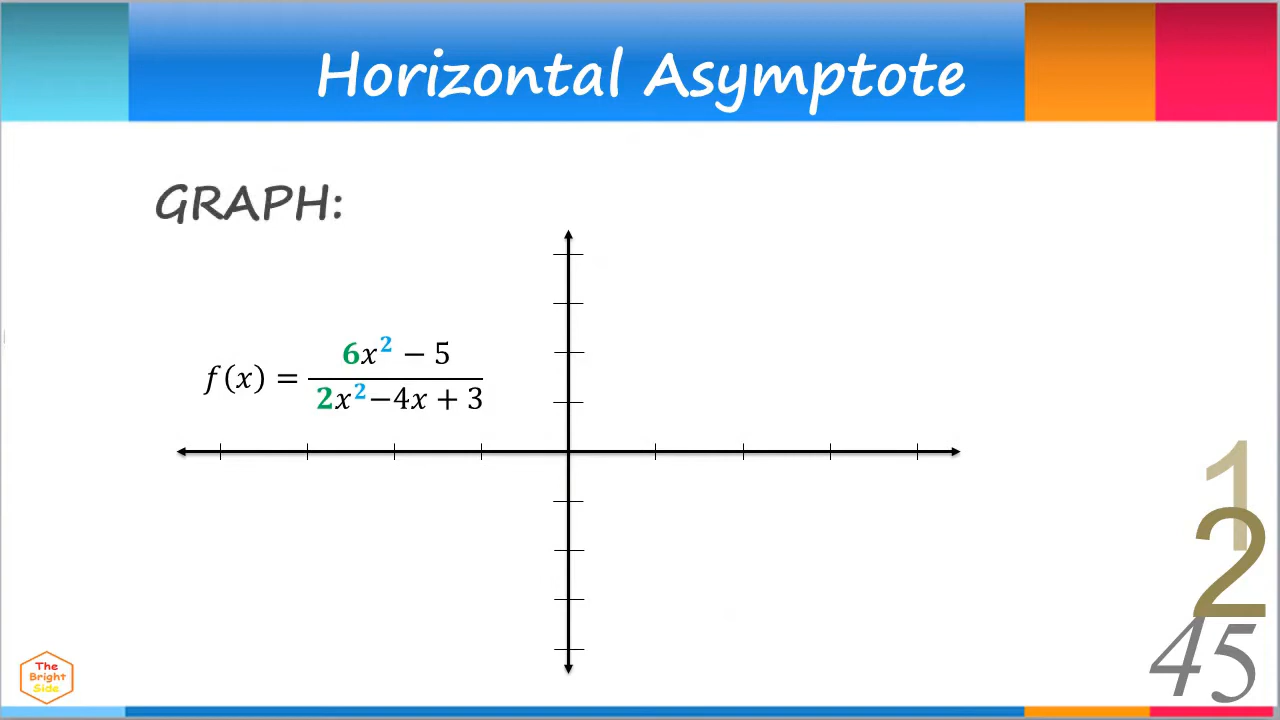 Horizontal Asymptote
GRAPH:
f(x) = (6x² − 5)/(2x²−4x + 3)
1
2
45
The
Bright
Side